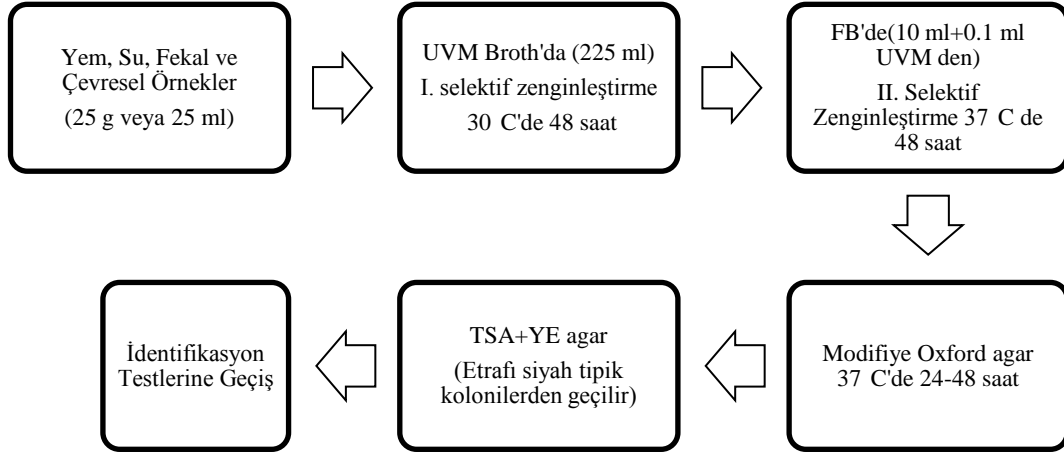 Yem, Su, Fekal ve
Çevresel Örnekler
(25 g veya 25 ml)
UVM Broth'da (225 ml)
I. selektif zenginleştirme
30 C'de 48 saat
FB'de(10 ml+0.1 ml
UVM den)
II. Selektif
Zenginleştirme 37 C de
48 saat
Modifiye Oxford agar
37 C'de 24-48 saat
TSA+YE agar
(Etrafi siyah tipik
kolonilerden geçilir)
İdentifikasyon
Testlerine Geçiş